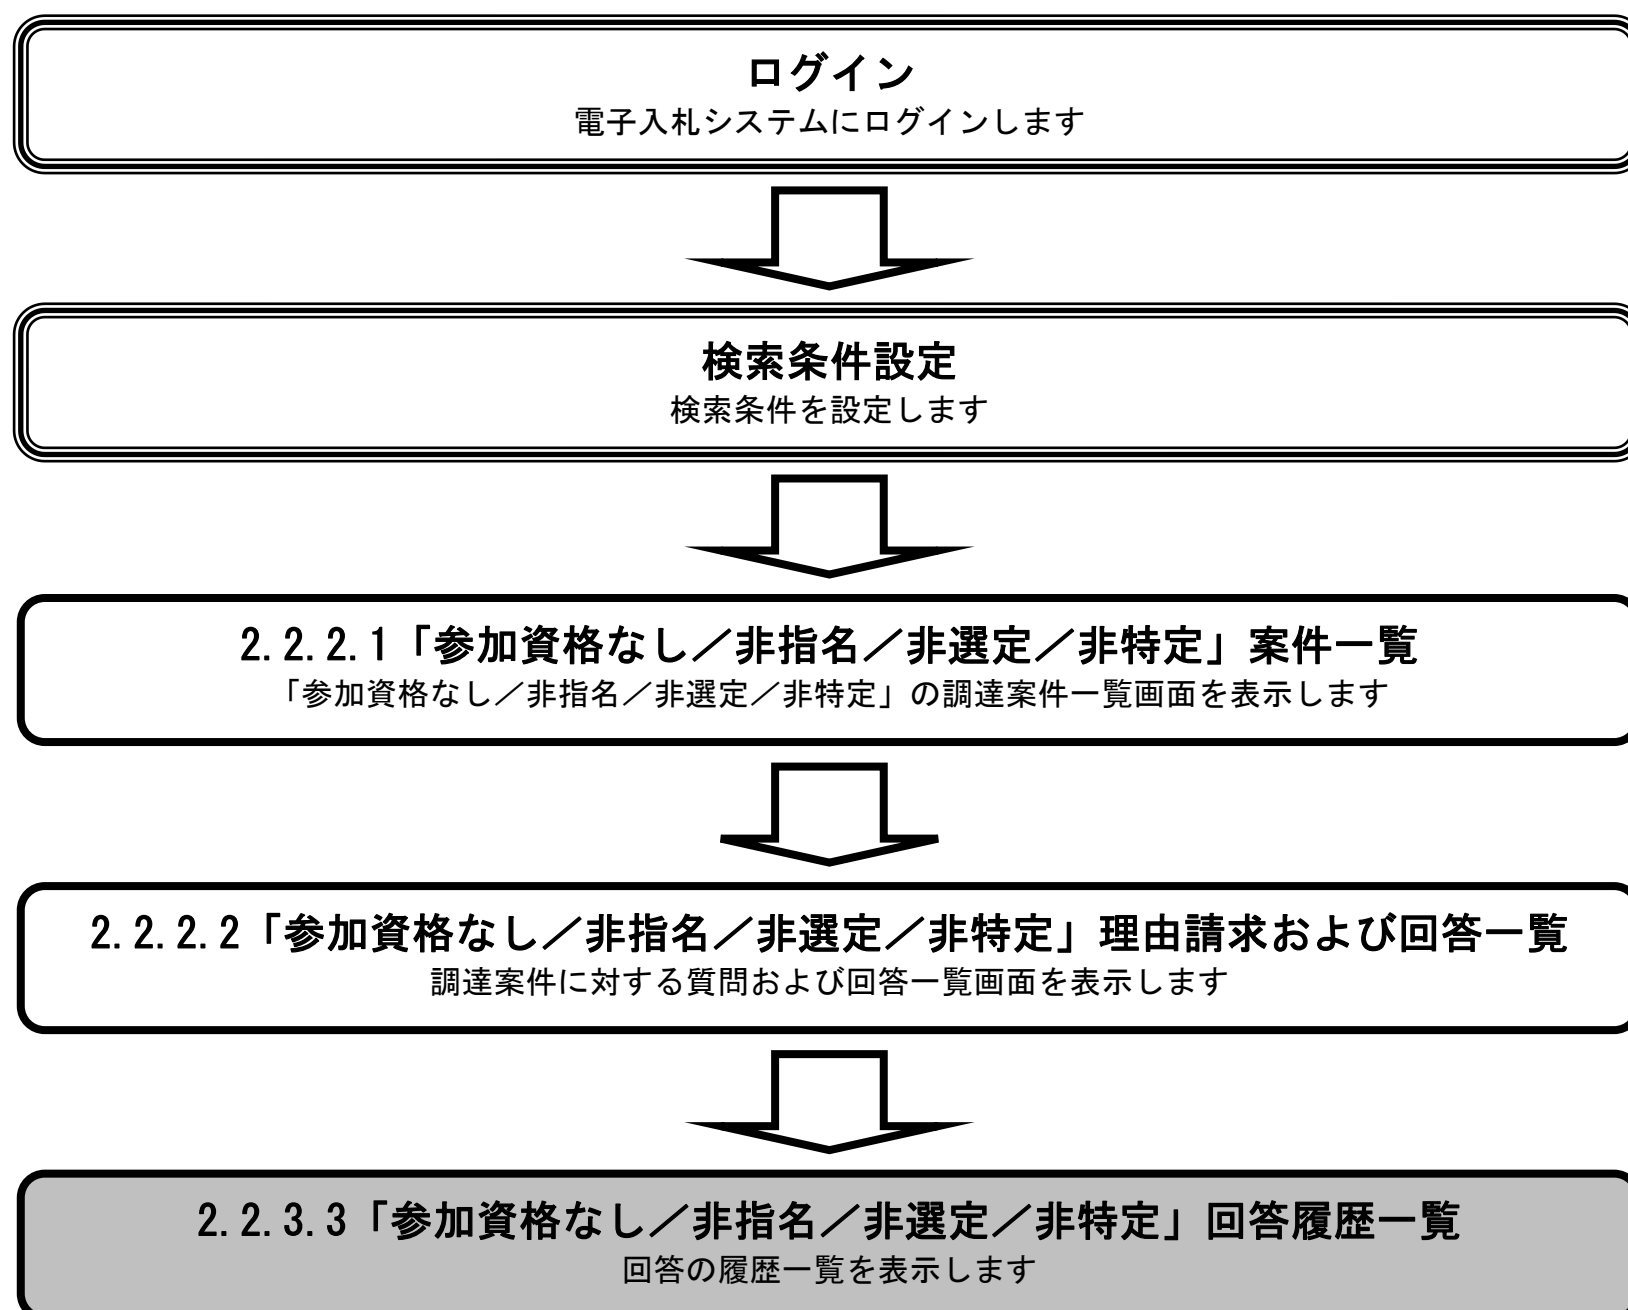 ログイン
電子入札システムにログインします
検索条件設定
検索条件を設定します
2.2.2.1「参加資格なし／非指名／非選定／非特定」案件一覧
「参加資格なし／非指名／非選定／非特定」の調達案件一覧画面を表示します
2.2.2.2「参加資格なし／非指名／非選定／非特定」理由請求および回答一覧
調達案件に対する質問および回答一覧画面を表示します
2.2.3.3「参加資格なし／非指名／非選定／非特定」回答履歴一覧
回答の履歴一覧を表示します